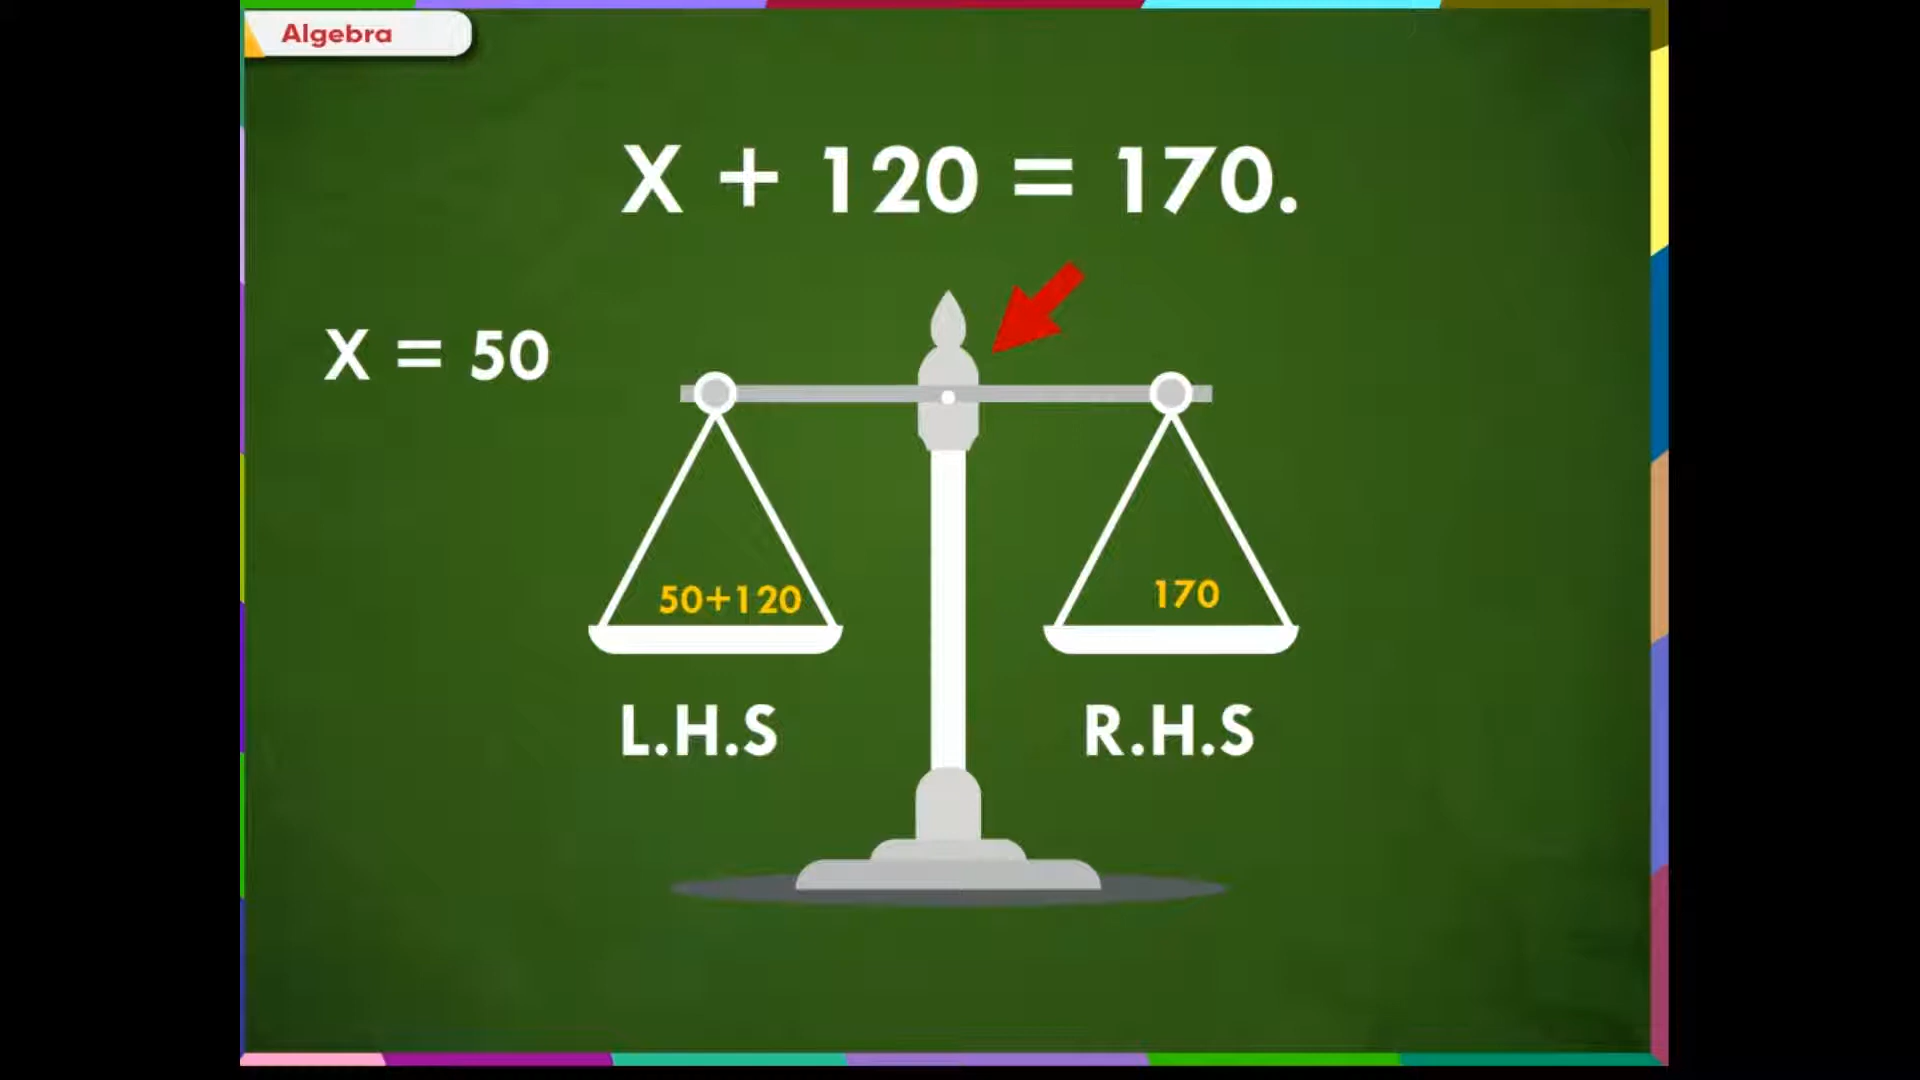 Algebra
X + 120 = 170.
X = 50
50+120
170
L.H.S
R.H.S